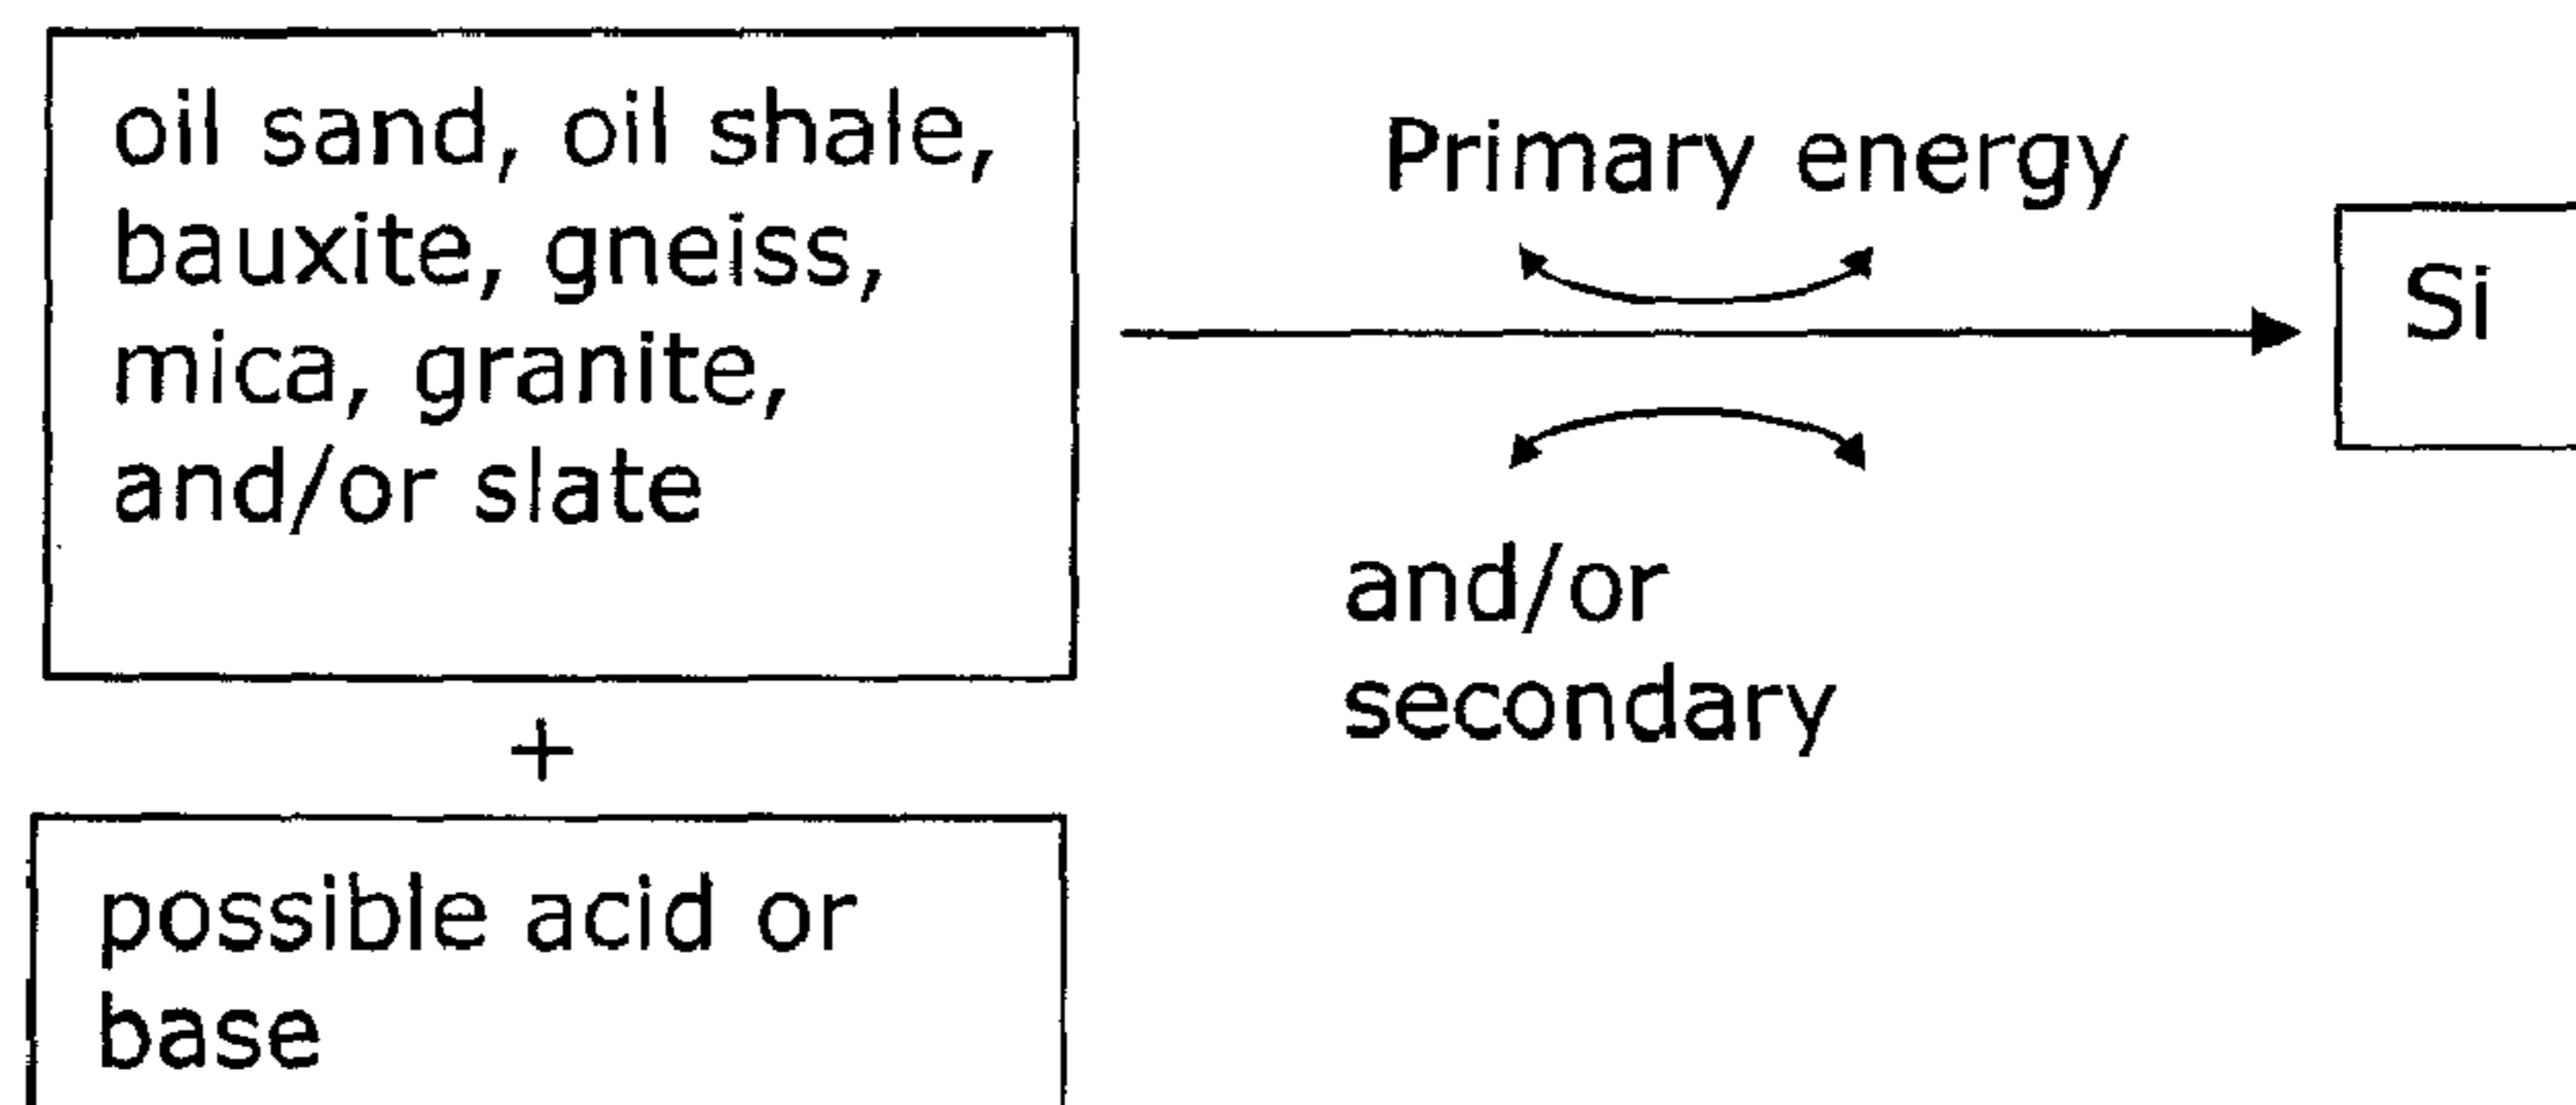 oil sand, oil shale,
bauxite, gneiss,
mica, granite,
and/or slate
+
possible acid or
base
Primary energy
and/or
secondary
Si